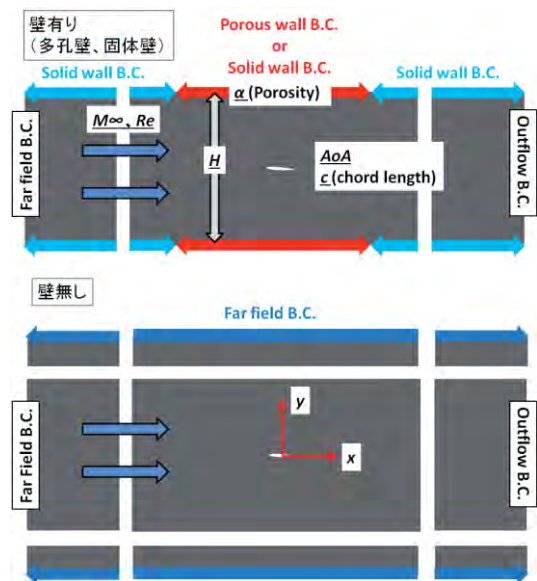 壁有り
(多孔壁、固体壁)
Porous wall B.C.
or
Solid wall B.C.
Solid wall B.C.
Solid wall B.C.
α (Porosity)
M∞、Re
H
AoA
c (chord length)
Far field B.C.
Outflow B.C.
壁無し
Far field B.C.
Far Field B.C.
y
x
Outflow B.C.